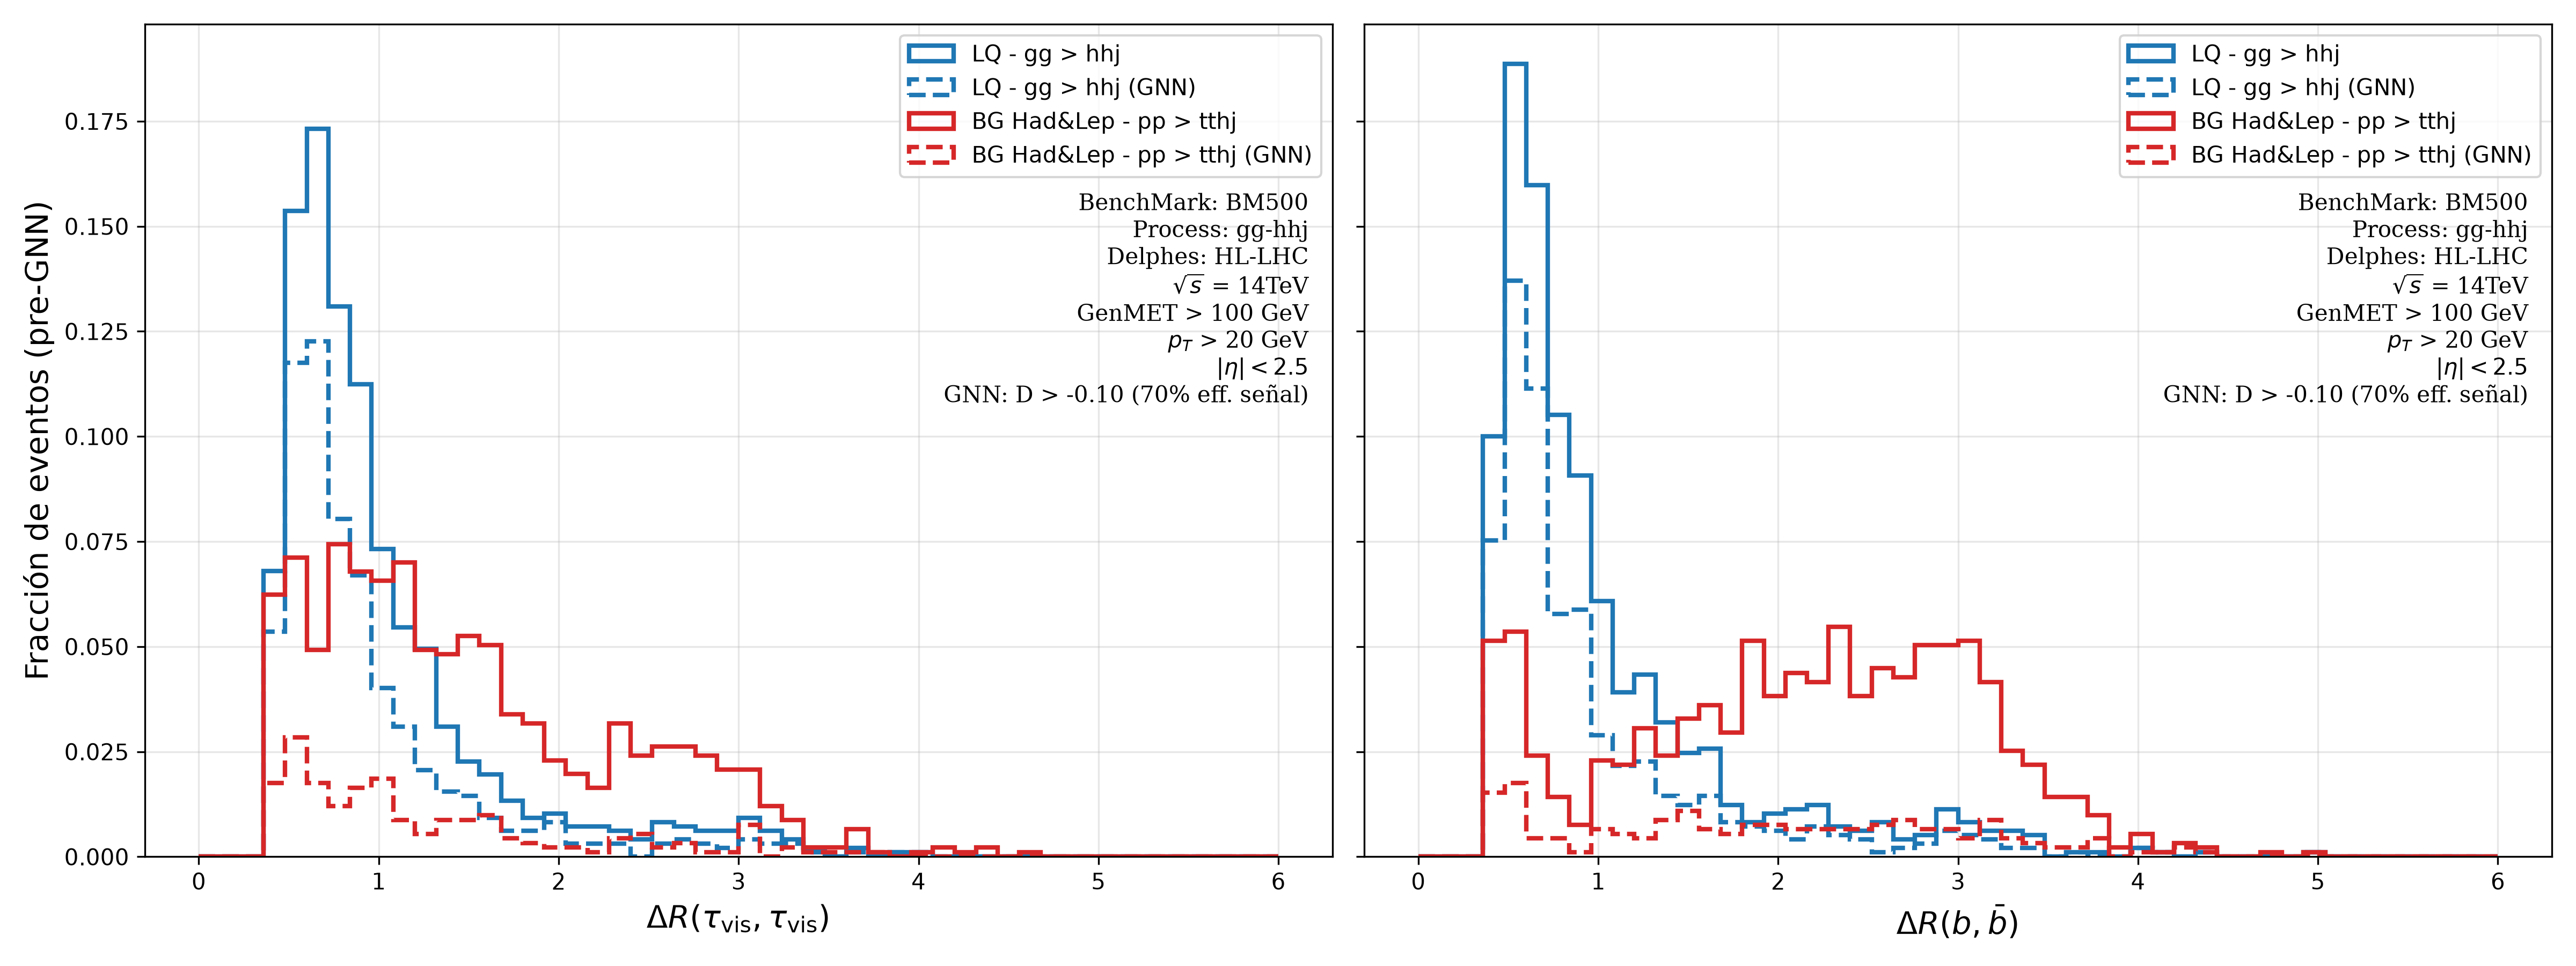 Fracción de eventos (pre-GNN)
0.175
0.150
0.125
0.100
0.075
0.050
0.025
0.000
LQ - gg > hhj
LQ - gg > hhj (GNN)
BG Had&Lep - pp > tthj
BG Had&Lep - pp > tthj (GNN)
BenchMark: BM500
Process: gg-hhj
Delphes: HL-LHC
√s = 14TeV
GenMET > 100 GeV
p_T > 20 GeV
|η| < 2.5
GNN: D > -0.10 (70% eff. señal)
0 1 2 3 4 5 6
ΔR(τ_vis, τ_vis)
LQ - gg > hhj
LQ - gg > hhj (GNN)
BG Had&Lep - pp > tthj
BG Had&Lep - pp > tthj (GNN)
BenchMark: BM500
Process: gg-hhj
Delphes: HL-LHC
√s = 14TeV
GenMET > 100 GeV
p_T > 20 GeV
|η| < 2.5
GNN: D > -0.10 (70% eff. señal)
0 1 2 3 4 5 6
ΔR(b, b̄)